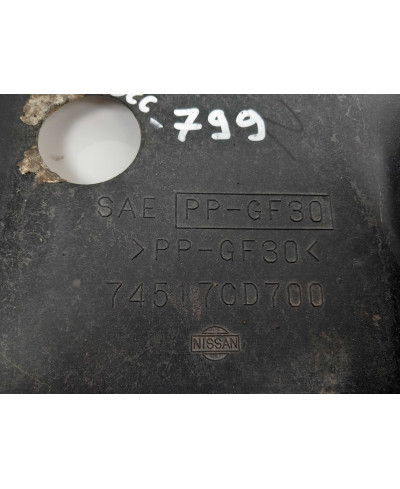 -799
SAE PP-GF30
>PP-GF30<
74517CD700
NISSAN